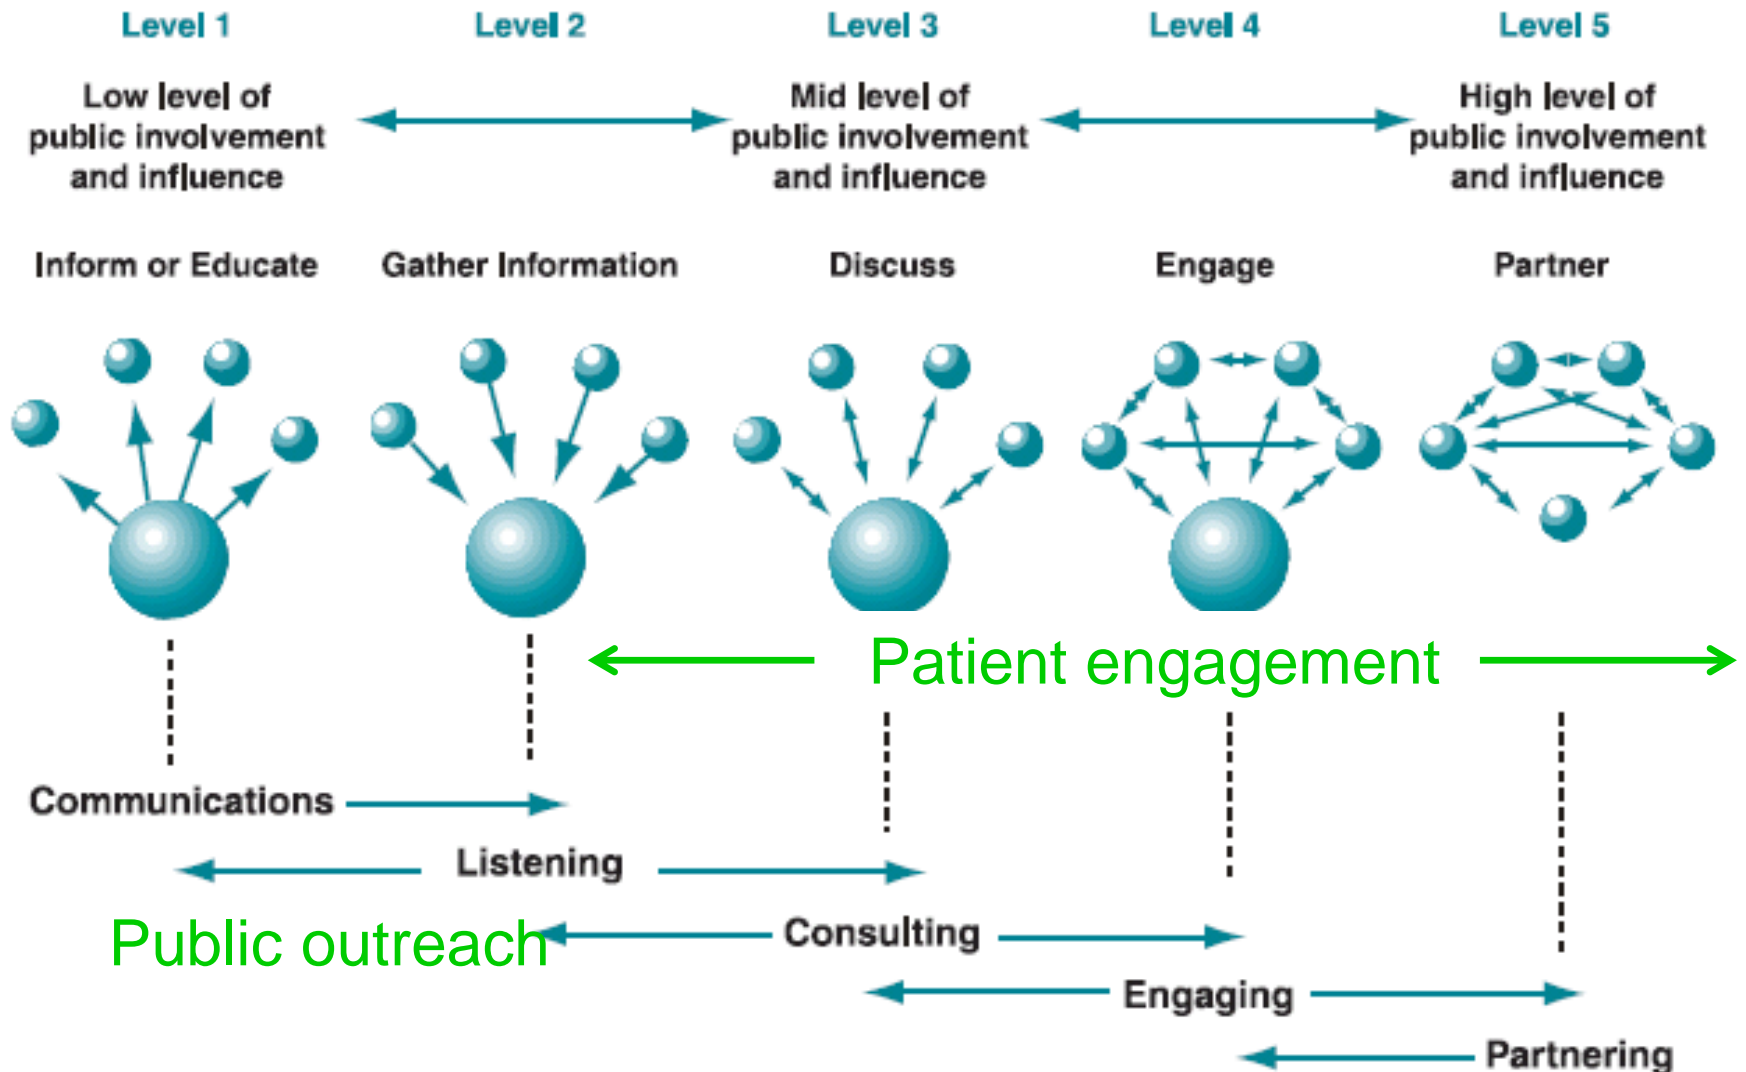 Level 1
Level 2
Level 3
Level 4
Level 5
Low level of
public involvement
and influence
Mid level of
public involvement
and influence
High level of
public involvement
and influence
Inform or Educate
Gather Information
Discuss
Engage
Partner
Patient engagement
Communications
Listening
Public outreach
Consulting
Engaging
Partnering